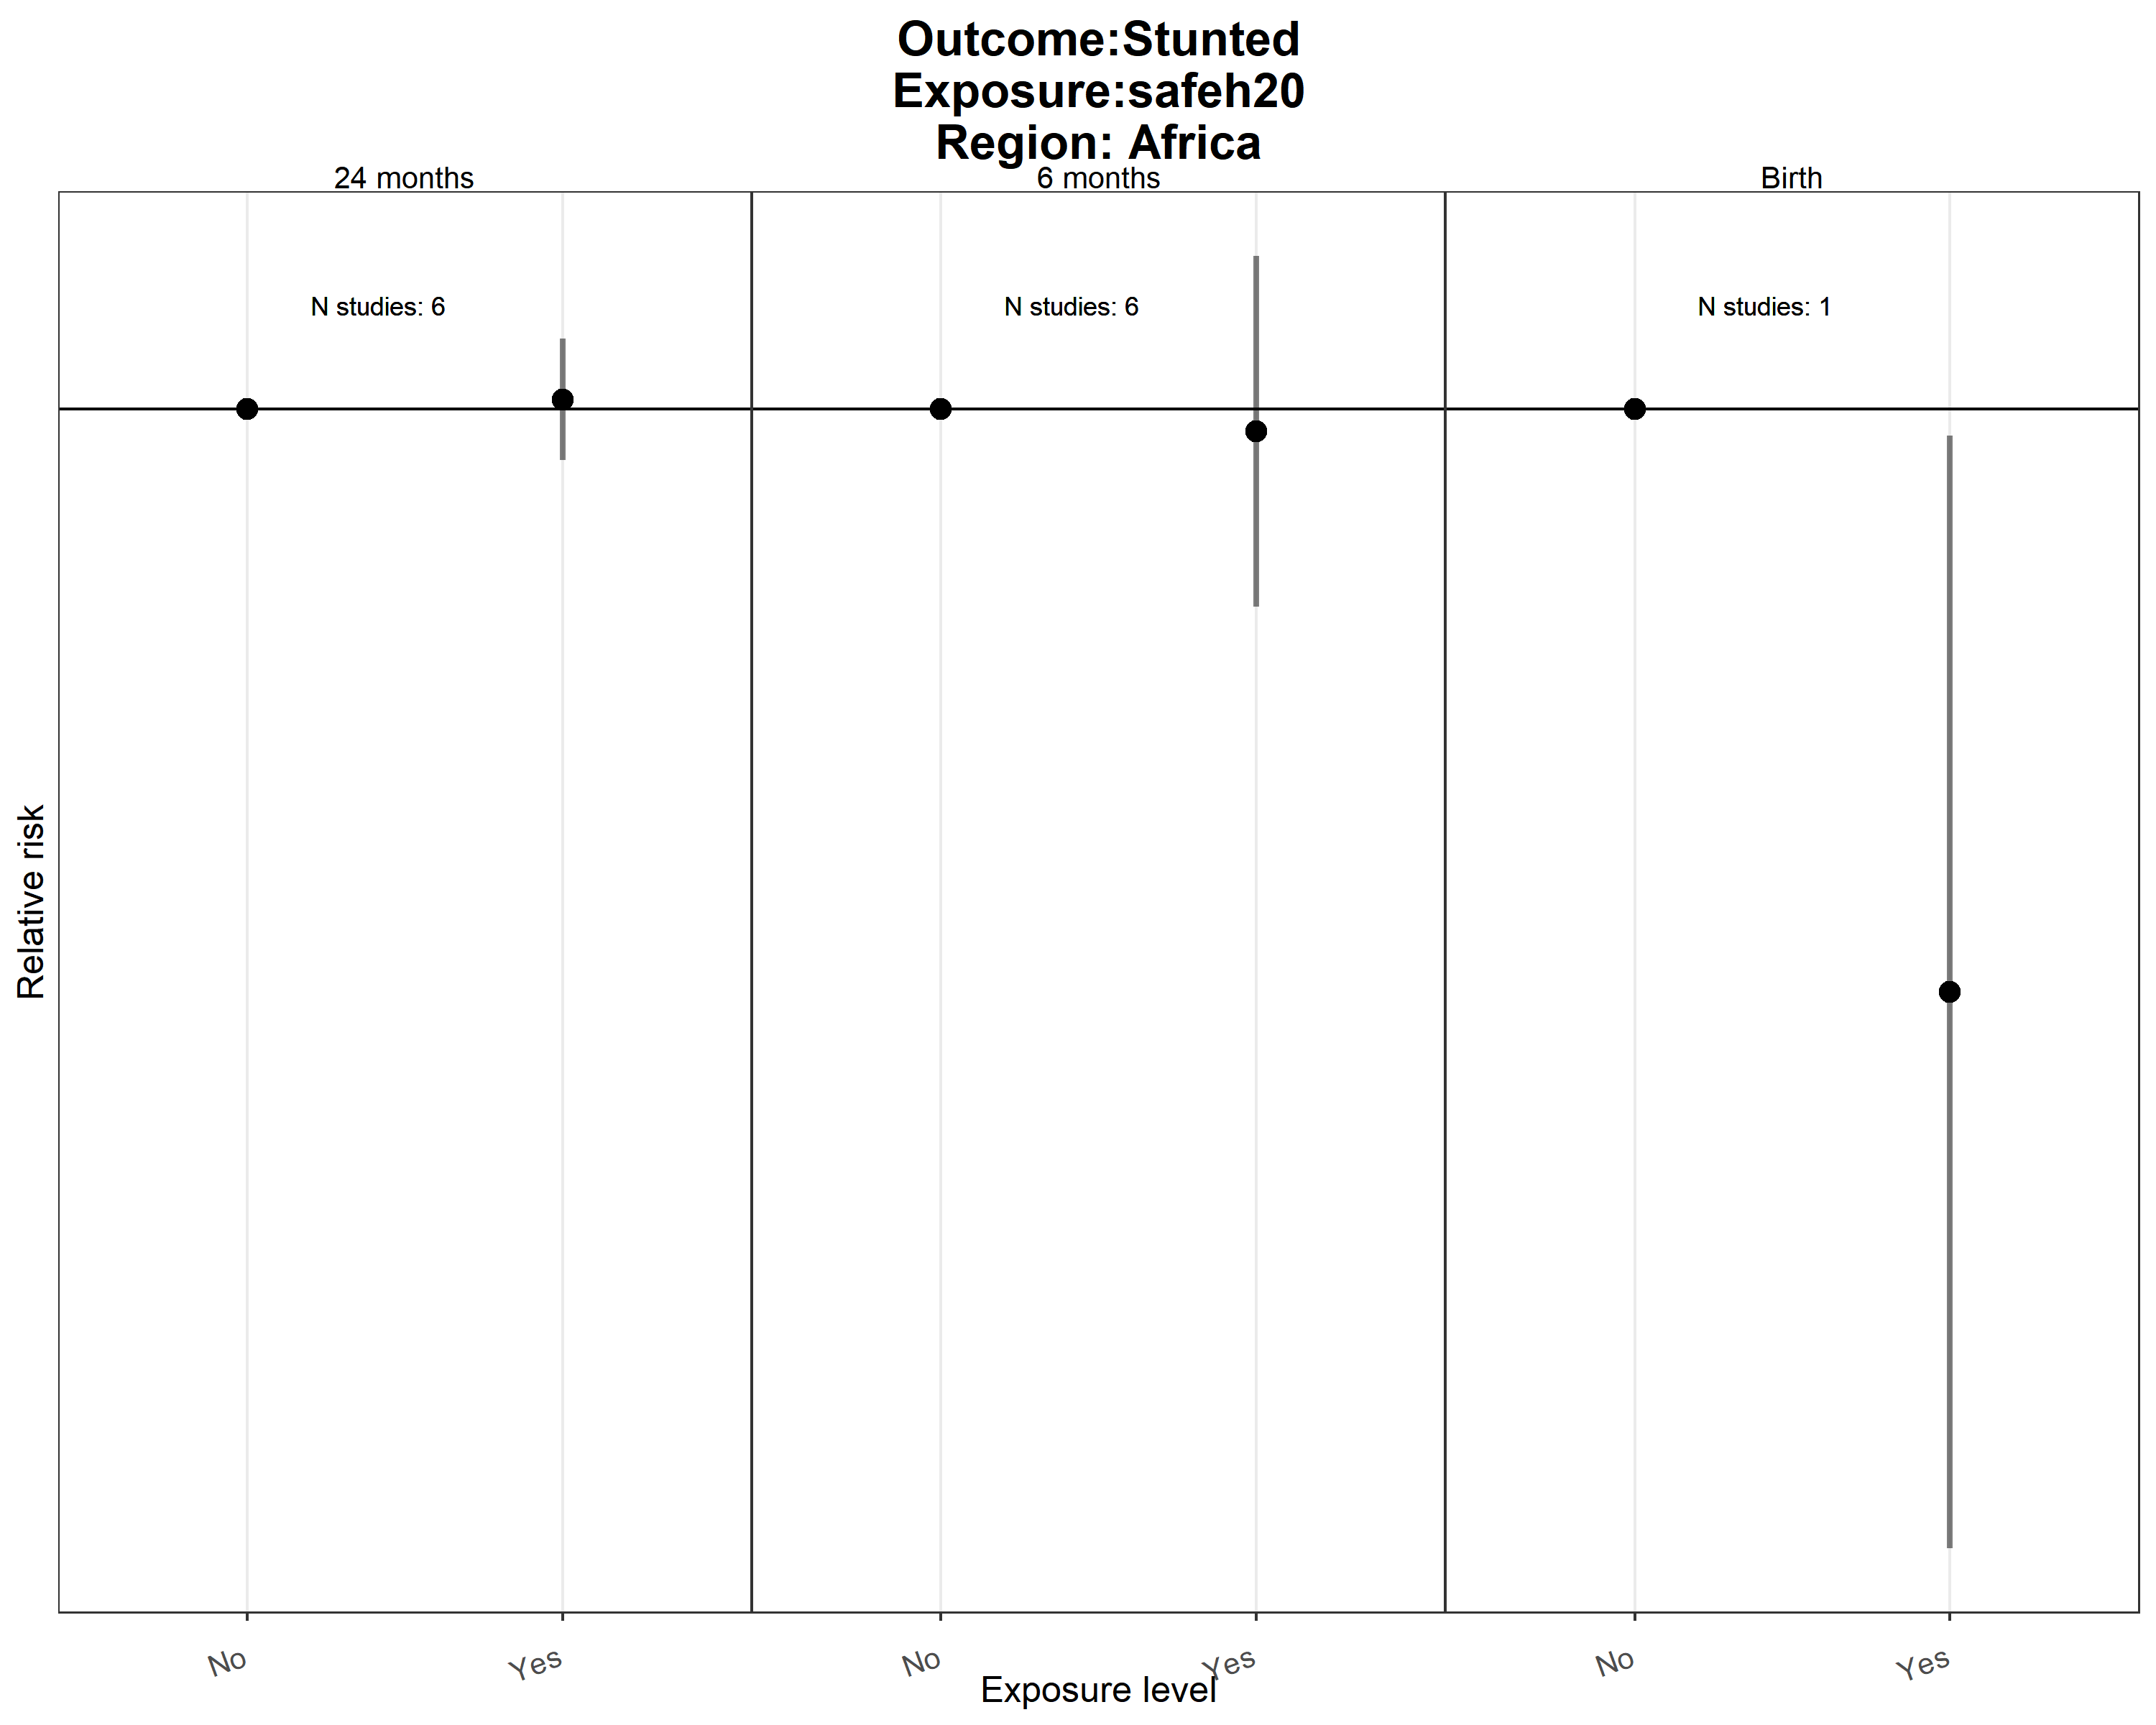 Outcome:Stunted
Exposure:safeh20
Region: Africa
24 months 6 months Birth
N studies: 6 N studies: 6 N studies: 1
Relative risk
No Yes No Yes No Yes
Exposure level